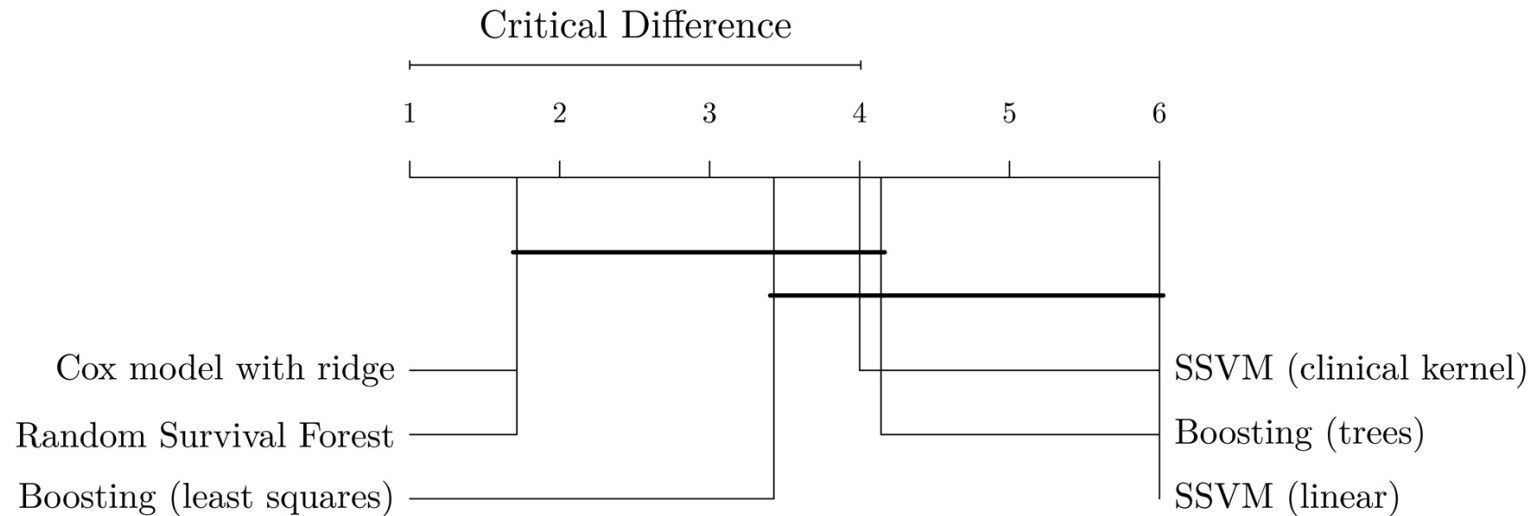 Critical Difference
1 2 3 4 5 6
Cox model with ridge
SSVM (clinical kernel)
Random Survival Forest
Boosting (trees)
Boosting (least squares)
SSVM (linear)